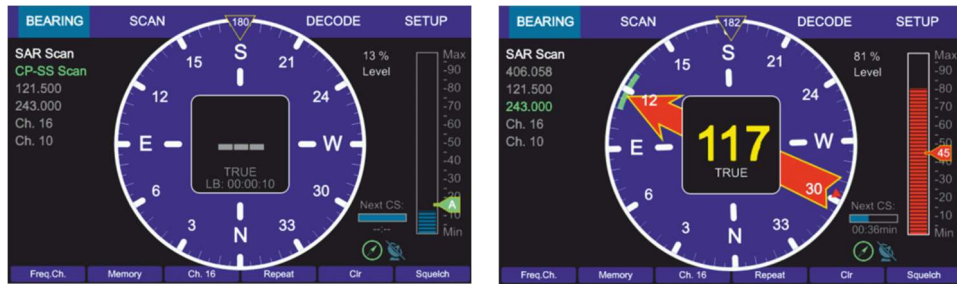 BEARING SCAN DECODE SETUP
180
SAR Scan
CP-SS Scan
121.500
243.000
Ch. 16
Ch. 10
S
21
24
W
30
33
N
3
6
E
12
15
---
TRUE
LB: 00:00:10
13 %
Level
Max
-90
-80
-70
-60
-50
-40
-30
-20
-10
Min
A
Next CS:
--:--
Freq.Ch. Memory Ch. 16 Repeat Clr Squelch
BEARING SCAN DECODE SETUP
182
SAR Scan
406.058
121.500
243.000
Ch. 16
Ch. 10
S
21
24
W
30
33
N
3
6
E
12
15
117
TRUE
81 %
Level
Max
-90
-80
-70
-60
-50
45
-30
-20
-10
Min
Next CS:
00:36min
Freq.Ch. Memory Ch. 16 Repeat Clr Squelch